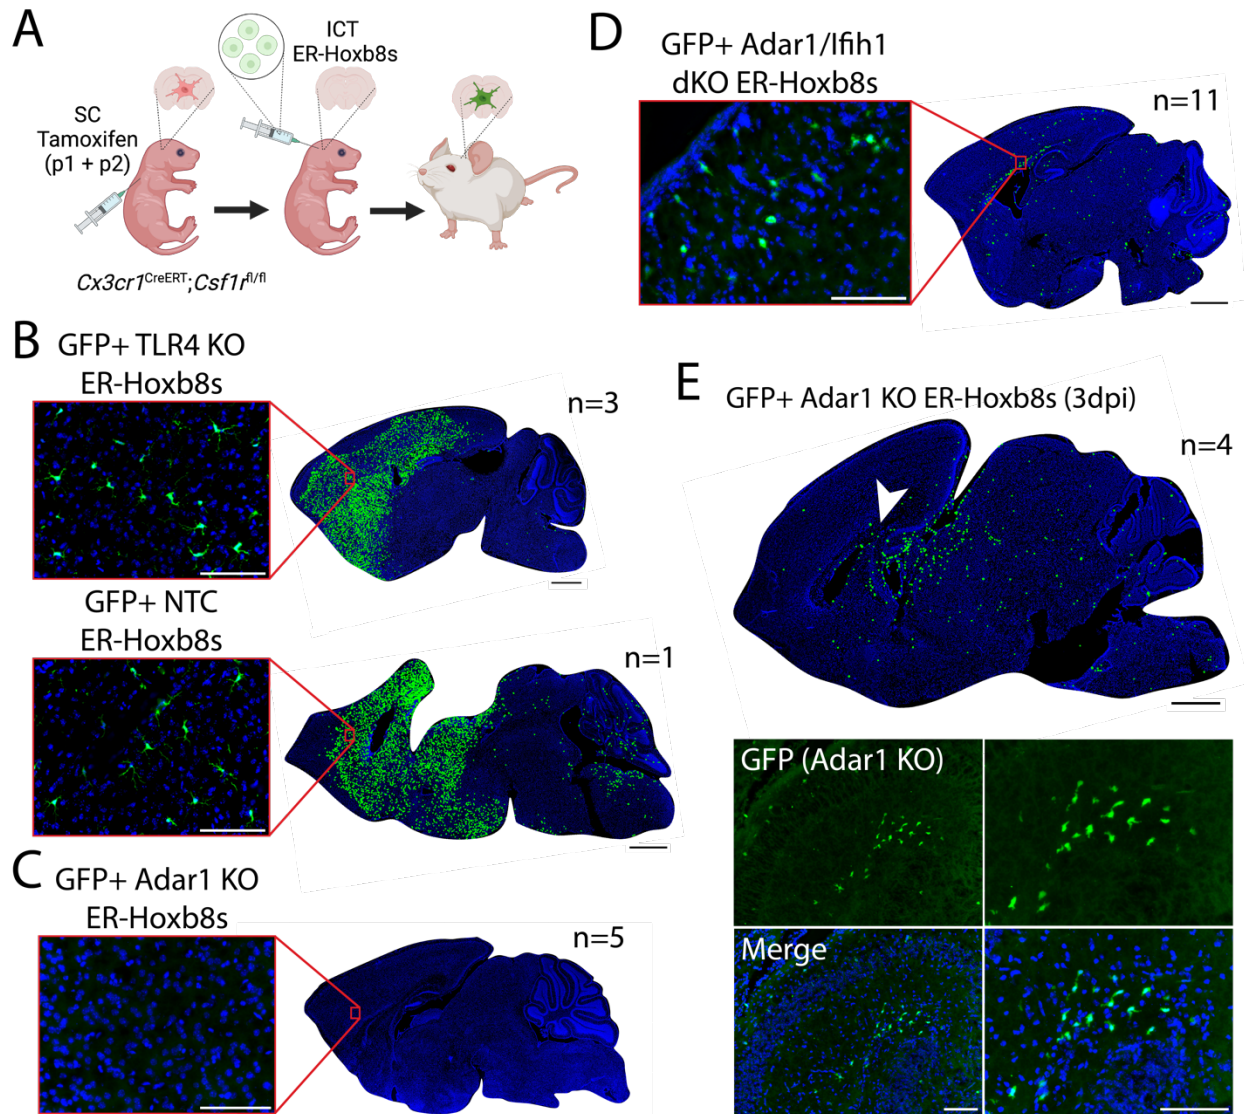 A
SC
Tamoxifen
(p1 + p2)
ICT
ER-Hoxb8s
Cx3cr1CreERT;Csf1rfl/fl
B
GFP+ TLR4 KO
ER-Hoxb8s
n=3
GFP+ NTC
ER-Hoxb8s
n=1
C
GFP+ Adar1 KO
ER-Hoxb8s
n=5
D
GFP+ Adar1/Ifih1
dKO ER-Hoxb8s
n=11
E
GFP+ Adar1 KO ER-Hoxb8s (3dpi)
n=4
GFP (Adar1 KO)
Merge